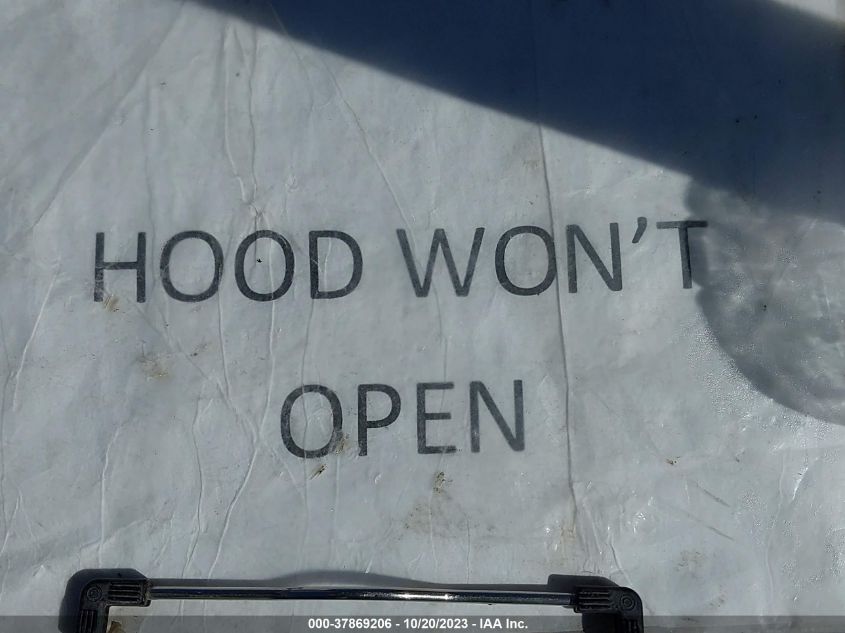 HOOD WON'T
OPEN
000-37869206 - 10/20/2023 - IAA Inc.